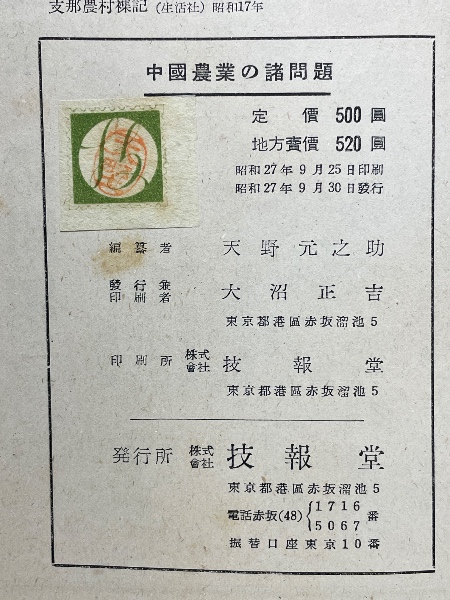 支那農村襍記 (生活社) 昭和17年
中國農業の諸問題
定價 500圓
地方賣價 520圓
昭和27年9月25日印刷
昭和27年9月30日發行
編纂者 天野元之助
發行兼印刷者 大沼正吉
東京都港區赤坂溜池5
印刷所 株式會社 技報堂
東京都港區赤坂溜池5
発行所 株式會社 技報堂
東京都港區赤坂溜池5
電話赤坂(48){1716 5067}番
振替口座東京10番